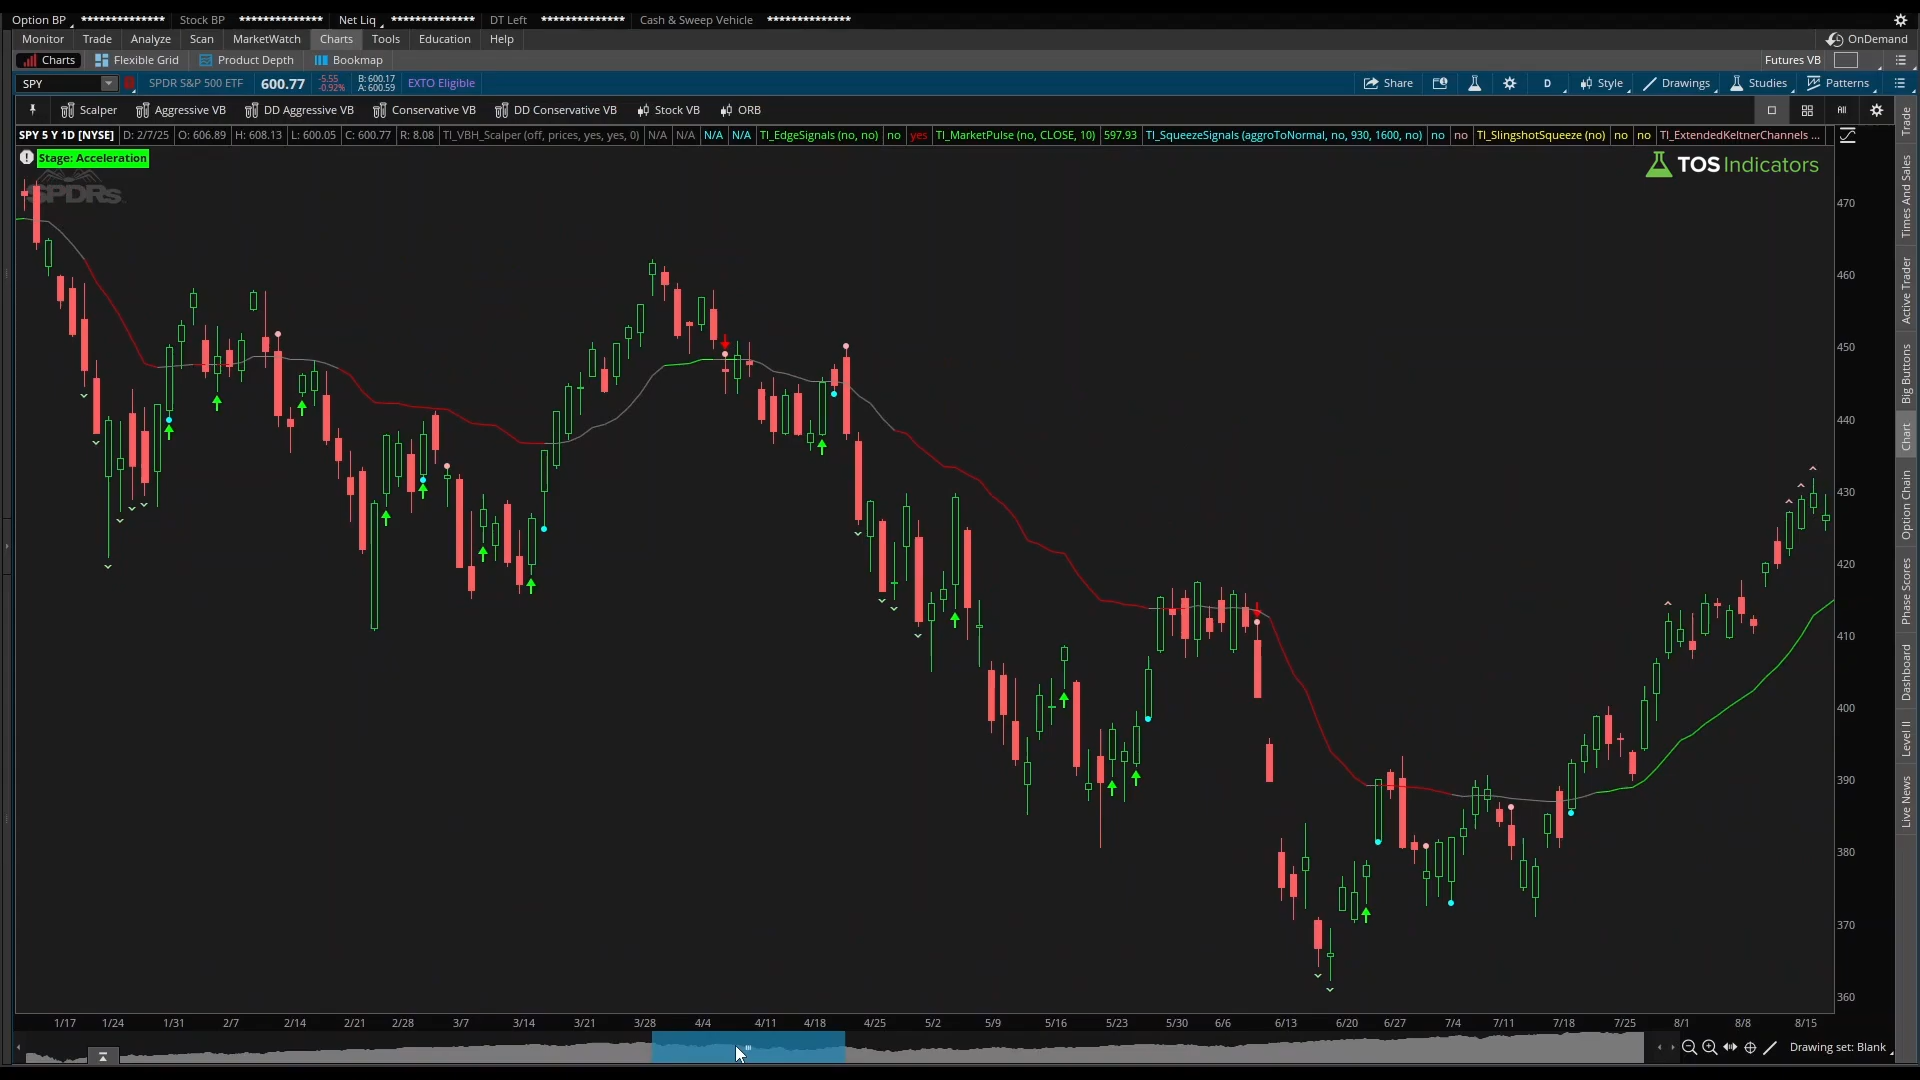 Option BP ************** Stock BP ************** Net Liq ************** DT Left ************** Cash & Sweep Vehicle **************
Monitor Trade Analyze Scan MarketWatch Charts Tools Education Help OnDemand
Charts Flexible Grid Product Depth Bookmap Futures VB
SPY SPDR S&P 500 ETF 600.77 -5.55 -0.92% B: 600.17 A: 600.59 EXTO Eligible Share D Style Drawings Studies Patterns
Scalper Aggressive VB DD Aggressive VB Conservative VB DD Conservative VB Stock VB ORB All
SPY 5 Y 1D [NYSE] D: 2/7/25 O: 606.89 H: 608.13 L: 600.05 C: 600.77 R: 8.08 TI_VBH_Scalper (off, prices, yes, yes, 0) N/A N/A N/A N/A TI_EdgeSignals (no, no) no yes TI_MarketPulse (no, CLOSE, 10) 597.93 TI_SqueezeSignals (aggroToNormal, no, 930, 1600, no) no no TI_SlingshotSqueeze (no) no no TI_ExtendedKeltnerChannels ...
Stage: Acceleration
SPDRs
TOS Indicators
470
460
450
440
430
420
410
400
390
380
370
360
1/17 1/24 1/31 2/7 2/14 2/21 2/28 3/7 3/14 3/21 3/28 4/4 4/11 4/18 4/25 5/2 5/9 5/16 5/23 5/30 6/6 6/13 6/20 6/27 7/4 7/11 7/18 7/25 8/1 8/8 8/15
Drawing set: Blank
Trade
Times And Sales
Active Trader
Big Buttons
Chart
Option Chain
Phase Scores
Dashboard
Level II
Live News